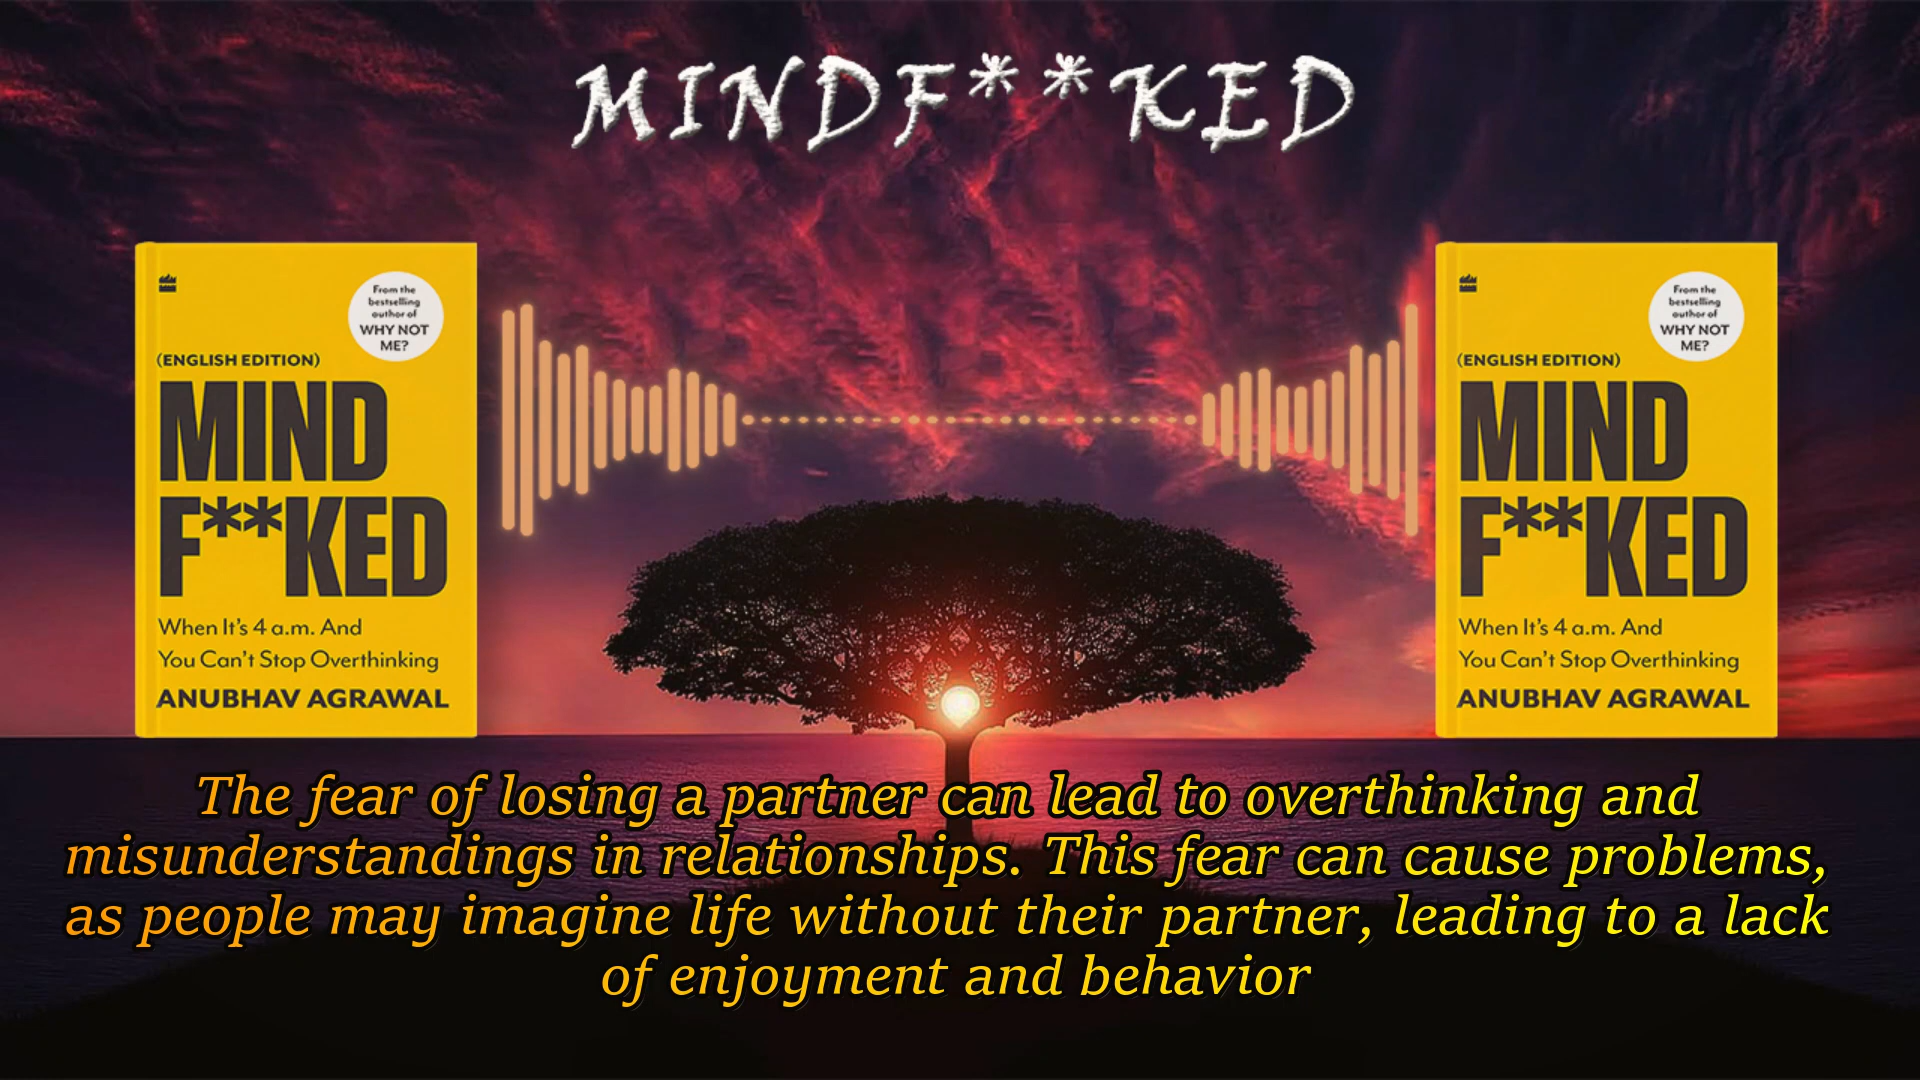 MINDF**KED
From the
bestselling
author of
WHY NOT
ME?
(ENGLISH EDITION)
MIND
F**KED
When It's 4 a.m. And
You Can't Stop Overthinking
ANUBHAV AGRAWAL
From the
bestselling
author of
WHY NOT
ME?
(ENGLISH EDITION)
MIND
F**KED
When It's 4 a.m. And
You Can't Stop Overthinking
ANUBHAV AGRAWAL
The fear of losing a partner can lead to overthinking and
misunderstandings in relationships. This fear can cause problems,
as people may imagine life without their partner, leading to a lack
of enjoyment and behavior